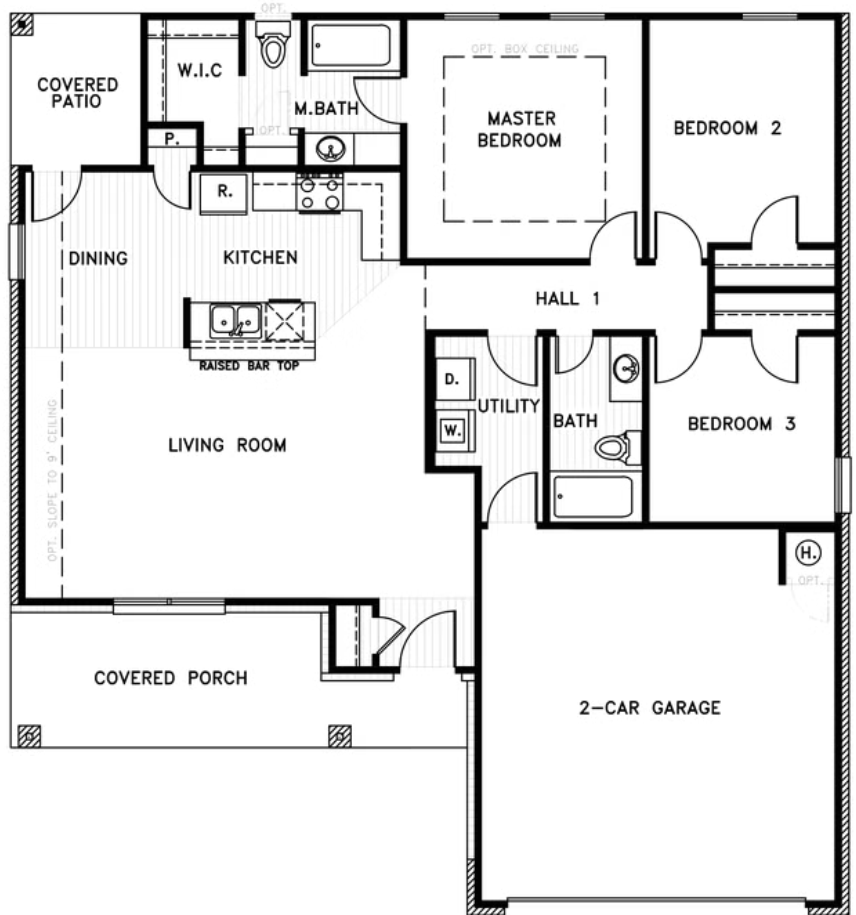 OPT.
W.I.C
COVERED
PATIO
M.BATH
OPT.
P.
OPT. BOX CEILING
MASTER
BEDROOM
BEDROOM 2
R.
DINING
KITCHEN
HALL 1
RAISED BAR TOP
D.
UTILITY
W.
BATH
BEDROOM 3
LIVING ROOM
OPT. SLOPE TO 9' CEILING
H.
OPT.
COVERED PORCH
2-CAR GARAGE